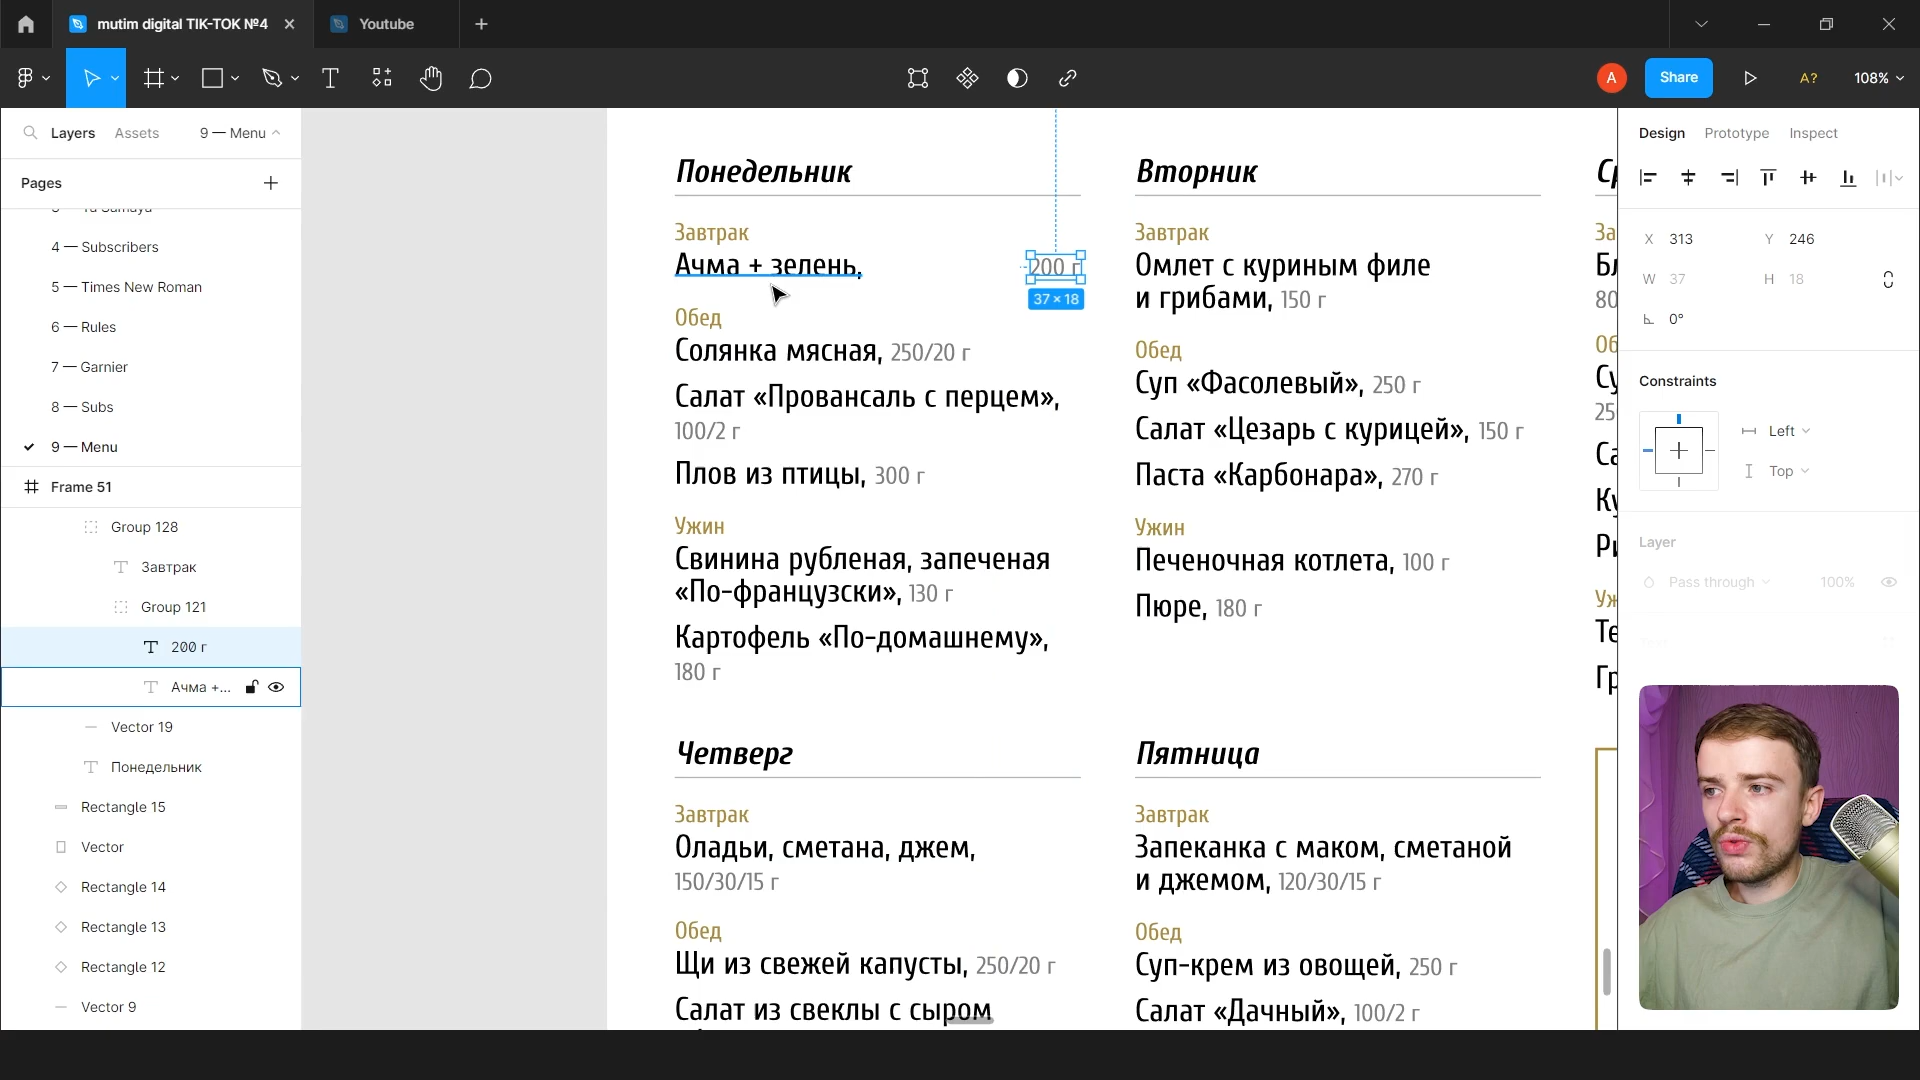 mutim digital TIK-TOK №4
Youtube
A
Share
A?
108%
Layers
Assets
9 — Menu
Pages
4 — Subscribers
5 — Times New Roman
6 — Rules
7 — Garnier
8 — Subs
9 — Menu
Frame 51
Group 128
Завтрак
Group 121
200 г
Ачма +...
Vector 19
Понедельник
Rectangle 15
Vector
Rectangle 14
Rectangle 13
Rectangle 12
Vector 9
Понедельник
Завтрак
Ачма + зелень,
200 г
37 × 18
Обед
Солянка мясная, 250/20 г
Салат «Провансаль с перцем»,
100/2 г
Плов из птицы, 300 г
Ужин
Свинина рубленая, запеченая
«По-французски», 130 г
Картофель «По-домашнему»,
180 г
Вторник
Завтрак
Омлет с куриным филе
и грибами, 150 г
Обед
Суп «Фасолевый», 250 г
Салат «Цезарь с курицей», 150 г
Паста «Карбонара», 270 г
Ужин
Печеночная котлета, 100 г
Пюре, 180 г
Четверг
Завтрак
Оладьи, сметана, джем,
150/30/15 г
Обед
Щи из свежей капусты, 250/20 г
Салат из свеклы с сыром
Пятница
Завтрак
Запеканка с маком, сметаной
и джемом, 120/30/15 г
Обед
Суп-крем из овощей, 250 г
Салат «Дачный», 100/2 г
Design
Prototype
Inspect
X 313
Y 246
W 37
H 18
0°
Constraints
Left
Top
Layer
Pass through
100%